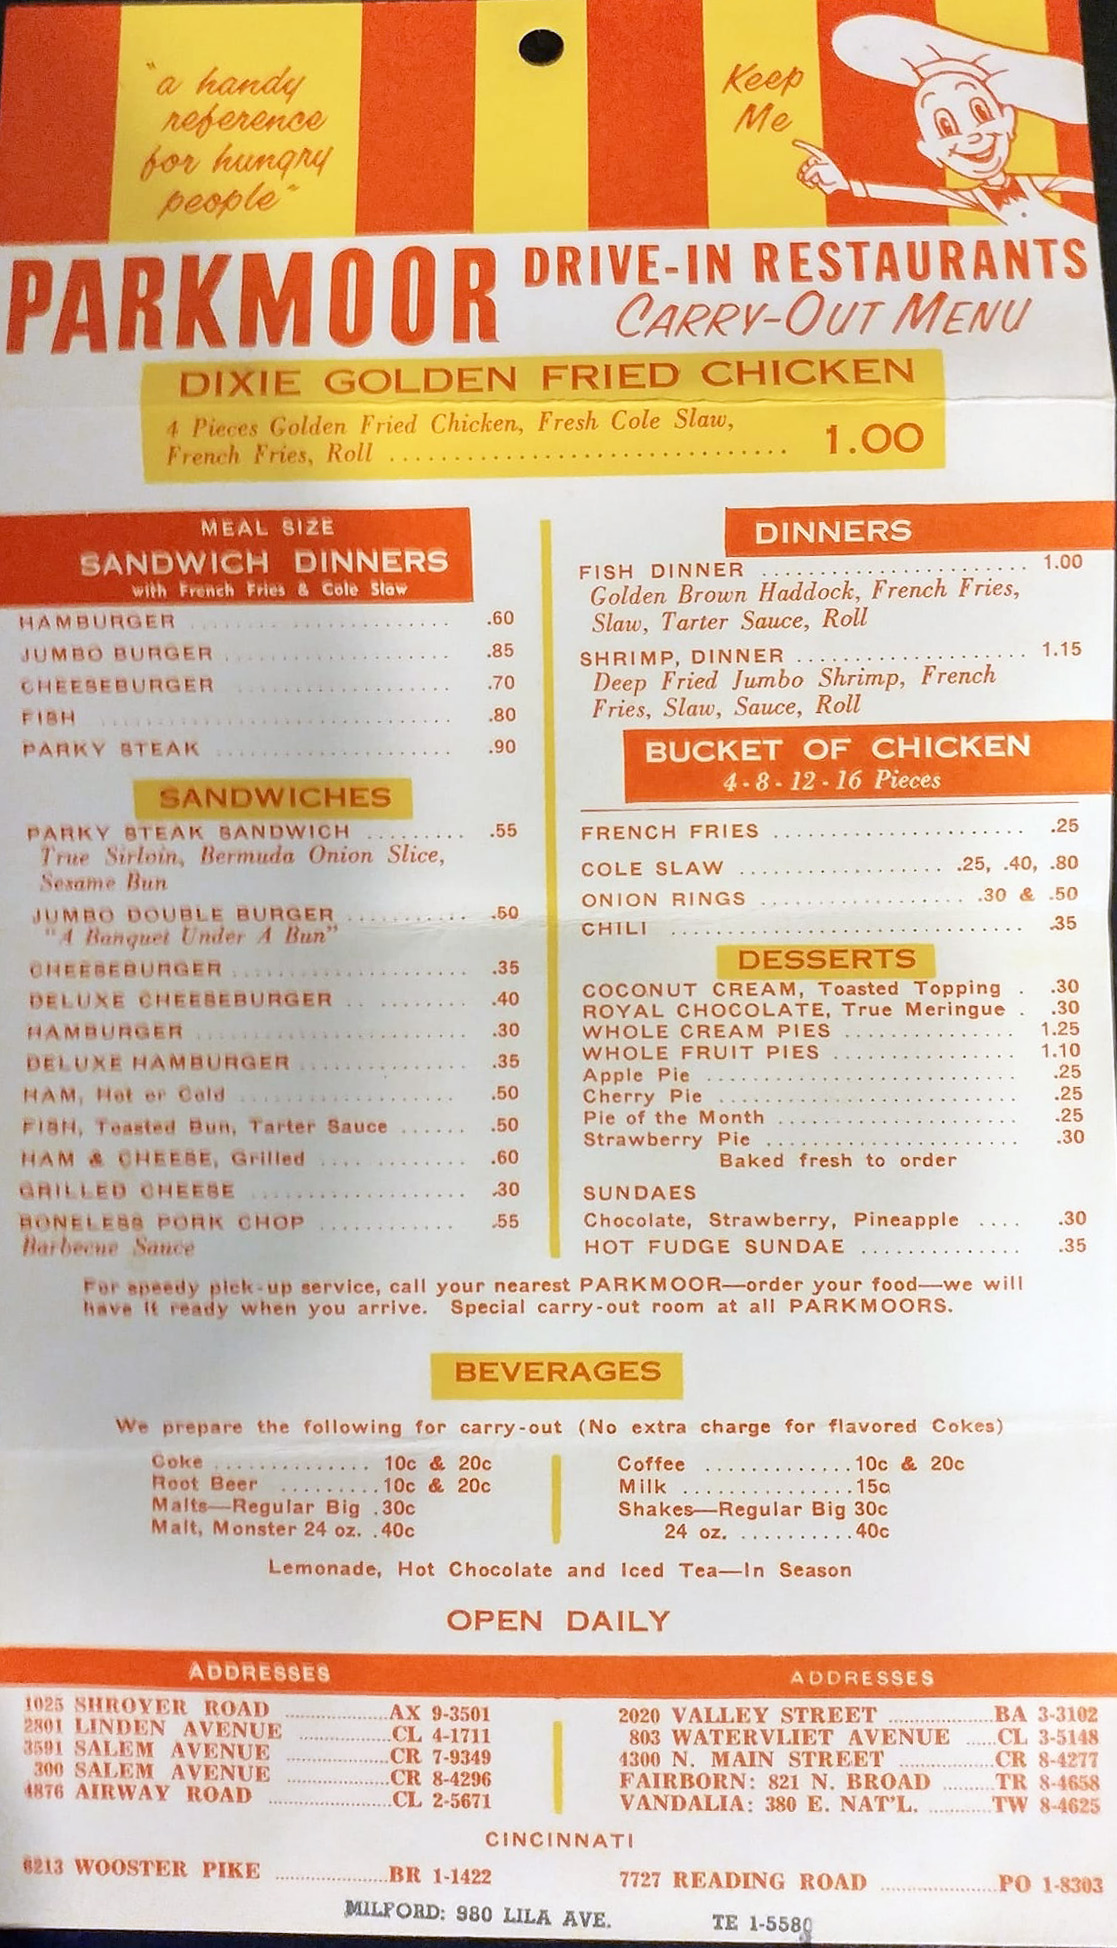 "a handy
reference
for hungry
people"
Keep
Me
PARKMOOR DRIVE-IN RESTAURANTS
CARRY-OUT MENU
DIXIE GOLDEN FRIED CHICKEN
4 Pieces Golden Fried Chicken, Fresh Cole Slaw,
French Fries, Roll .................................. 1.00
MEAL SIZE
SANDWICH DINNERS
with French Fries & Cole Slaw
HAMBURGER .......................... .60
JUMBO BURGER ...................... .85
CHEESEBURGER ..................... .70
FISH ................................... .80
PARKY STEAK ....................... .90
SANDWICHES
PARKY STEAK SANDWICH ......... .55
True Sirloin, Bermuda Onion Slice,
Sesame Bun
JUMBO DOUBLE BURGER ........... .50
"A Banquet Under A Bun"
CHEESEBURGER ...................... .35
DELUXE CHEESEBURGER .. ......... .40
HAMBURGER .......................... .30
DELUXE HAMBURGER ............... .35
HAM, Hot or Cold ..................... .50
FISH, Toasted Bun, Tarter Sauce ...... .50
HAM & CHEESE, Grilled ............. .60
GRILLED CHEESE .................... .30
BONELESS PORK CHOP ............ .55
Barbecue Sauce
DINNERS
FISH DINNER ........................ 1.00
Golden Brown Haddock, French Fries,
Slaw, Tarter Sauce, Roll
SHRIMP, DINNER ..................... 1.15
Deep Fried Jumbo Shrimp, French
Fries, Slaw, Sauce, Roll
BUCKET OF CHICKEN
4 - 8 - 12 - 16 Pieces
FRENCH FRIES ....................... .25
COLE SLAW ................... .25, .40, .80
ONION RINGS .................... .30 & .50
CHILI ................................. .35
DESSERTS
COCONUT CREAM, Toasted Topping . .30
ROYAL CHOCOLATE, True Meringue . .30
WHOLE CREAM PIES ................ 1.25
WHOLE FRUIT PIES ................. 1.10
Apple Pie ............................. .25
Cherry Pie ............................ .25
Pie of the Month ....................... .25
Strawberry Pie ....................... .30
Baked fresh to order
SUNDAES
Chocolate, Strawberry, Pineapple .... .30
HOT FUDGE SUNDAE .............. .35
For speedy pick-up service, call your nearest PARKMOOR—order your food—we will
have it ready when you arrive. Special carry-out room at all PARKMOORS.
BEVERAGES
We prepare the following for carry-out (No extra charge for flavored Cokes)
Coke .............. 10c & 20c
Root Beer .........10c & 20c
Malts—Regular Big .30c
Malt, Monster 24 oz. .40c
Coffee .............10c & 20c
Milk ...............15c
Shakes—Regular Big 30c
24 oz. ..........40c
Lemonade, Hot Chocolate and Iced Tea—In Season
OPEN DAILY
ADDRESSES
1025 SHROYER ROAD .................AX 9-3501
2801 LINDEN AVENUE ...............CL 4-1711
3591 SALEM AVENUE ................CR 7-9349
300 SALEM AVENUE .................CR 8-4296
4876 AIRWAY ROAD ....................CL 2-5671
ADDRESSES
2020 VALLEY STREET .................BA 3-3102
803 WATERVLIET AVENUE .....CL 3-5148
4300 N. MAIN STREET ...............CR 8-4277
FAIRBORN: 821 N. BROAD ........TR 8-4658
VANDALIA: 380 E. NAT'L. ..........TW 8-4625
CINCINNATI
6213 WOOSTER PIKE ...................BR 1-1422
7727 READING ROAD ...................PO 1-8303
MILFORD: 980 LILA AVE. TE 1-5580